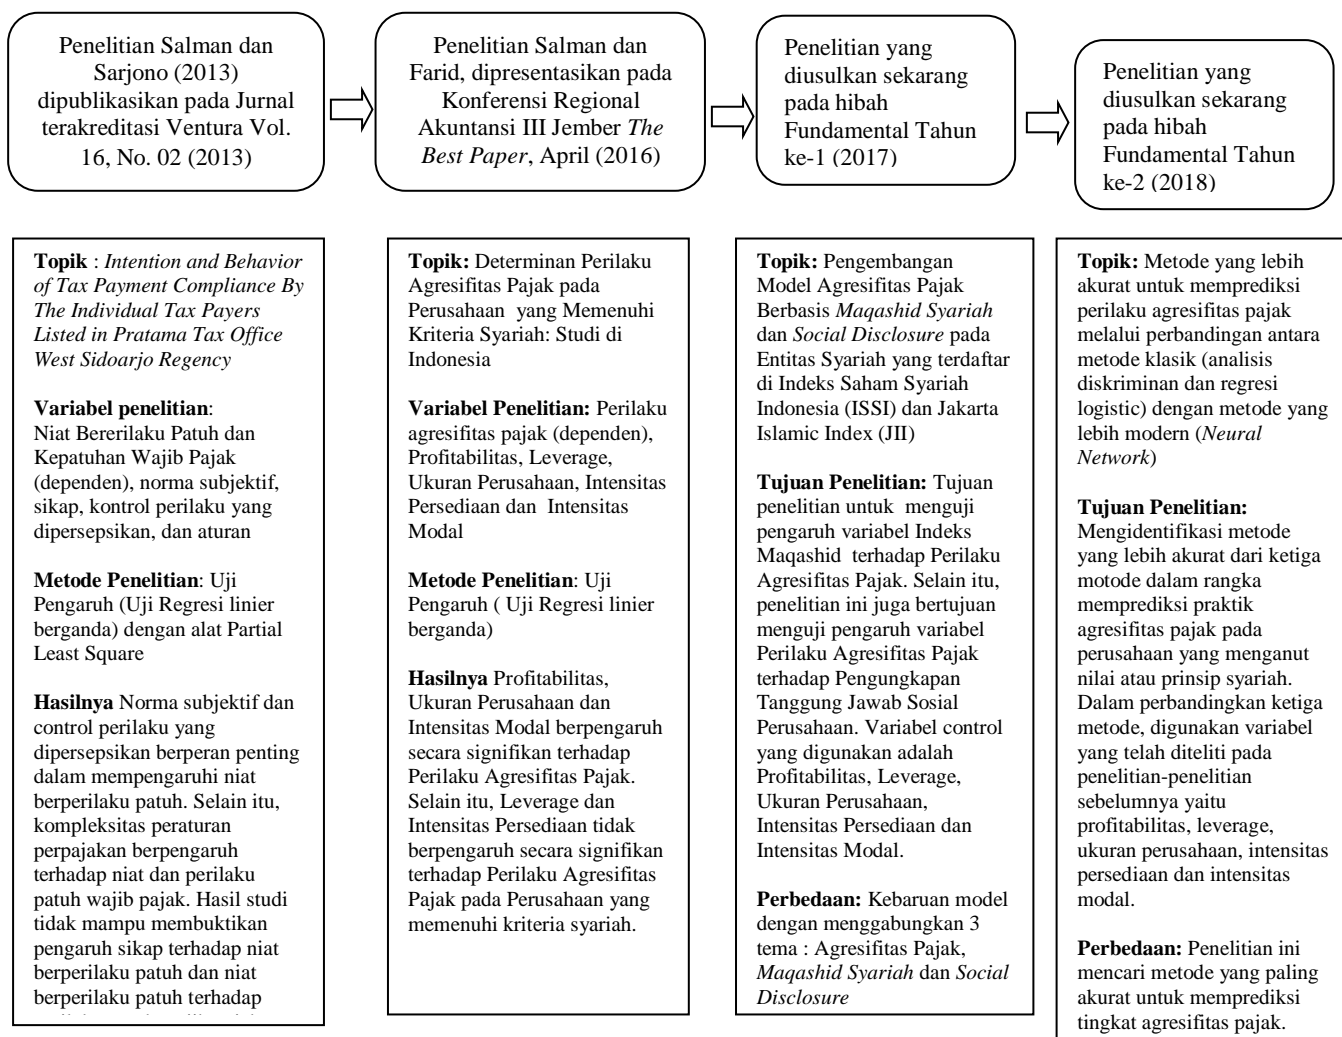 Penelitian Salman dan
Sarjono (2013)
dipublikasikan pada Jurnal
terakreditasi Ventura Vol.
16, No. 02 (2013)
Penelitian Salman dan
Farid, dipresentasikan pada
Konferensi Regional
Akuntansi III Jember The
Best Paper, April (2016)
Penelitian yang
diusulkan sekarang
pada hibah
Fundamental Tahun
ke-1 (2017)
Penelitian yang
diusulkan sekarang
pada hibah
Fundamental Tahun
ke-2 (2018)
Topik : Intention and Behavior
of Tax Payment Compliance By
The Individual Tax Payers
Listed in Pratama Tax Office
West Sidoarjo Regency
Variabel penelitian:
Niat Bererilaku Patuh dan
Kepatuhan Wajib Pajak
(dependen), norma subjektif,
sikap, kontrol perilaku yang
dipersepsikan, dan aturan
Metode Penelitian: Uji
Pengaruh (Uji Regresi linier
berganda) dengan alat Partial
Least Square
Hasilnya Norma subjektif dan
control perilaku yang
dipersepsikan berperan penting
dalam mempengaruhi niat
berperilaku patuh. Selain itu,
kompleksitas peraturan
perpajakan berpengaruh
terhadap niat dan perilaku
patuh wajib pajak. Hasil studi
tidak mampu membuktikan
pengaruh sikap terhadap niat
berperilaku patuh dan niat
berperilaku patuh terhadap
Topik: Determinan Perilaku
Agresifitas Pajak pada
Perusahaan yang Memenuhi
Kriteria Syariah: Studi di
Indonesia
Variabel Penelitian: Perilaku
agresifitas pajak (dependen),
Profitabilitas, Leverage,
Ukuran Perusahaan, Intensitas
Persediaan dan Intensitas
Modal
Metode Penelitian: Uji
Pengaruh ( Uji Regresi linier
berganda)
Hasilnya Profitabilitas,
Ukuran Perusahaan dan
Intensitas Modal berpengaruh
secara signifikan terhadap
Perilaku Agresifitas Pajak.
Selain itu, Leverage dan
Intensitas Persediaan tidak
berpengaruh secara signifikan
terhadap Perilaku Agresifitas
Pajak pada Perusahaan yang
memenuhi kriteria syariah.
Topik: Pengembangan
Model Agresifitas Pajak
Berbasis Maqashid Syariah
dan Social Disclosure pada
Entitas Syariah yang terdaftar
di Indeks Saham Syariah
Indonesia (ISSI) dan Jakarta
Islamic Index (JII)
Tujuan Penelitian: Tujuan
penelitian untuk menguji
pengaruh variabel Indeks
Maqashid terhadap Perilaku
Agresifitas Pajak. Selain itu,
penelitian ini juga bertujuan
menguji pengaruh variabel
Perilaku Agresifitas Pajak
terhadap Pengungkapan
Tanggung Jawab Sosial
Perusahaan. Variabel control
yang digunakan adalah
Profitabilitas, Leverage,
Ukuran Perusahaan,
Intensitas Persediaan dan
Intensitas Modal.
Perbedaan: Kebaruan model
dengan menggabungkan 3
tema : Agresifitas Pajak,
Maqashid Syariah dan Social
Disclosure
Topik: Metode yang lebih
akurat untuk memprediksi
perilaku agresifitas pajak
melalui perbandingan antara
metode klasik (analisis
diskriminan dan regresi
logistic) dengan metode yang
lebih modern (Neural
Network)
Tujuan Penelitian:
Mengidentifikasi metode
yang lebih akurat dari ketiga
motode dalam rangka
memprediksi praktik
agresifitas pajak pada
perusahaan yang menganut
nilai atau prinsip syariah.
Dalam perbandingkan ketiga
metode, digunakan variabel
yang telah diteliti pada
penelitian-penelitian
sebelumnya yaitu
profitabilitas, leverage,
ukuran perusahaan, intensitas
persediaan dan intensitas
modal.
Perbedaan: Penelitian ini
mencari metode yang paling
akurat untuk memprediksi
tingkat agresifitas pajak.